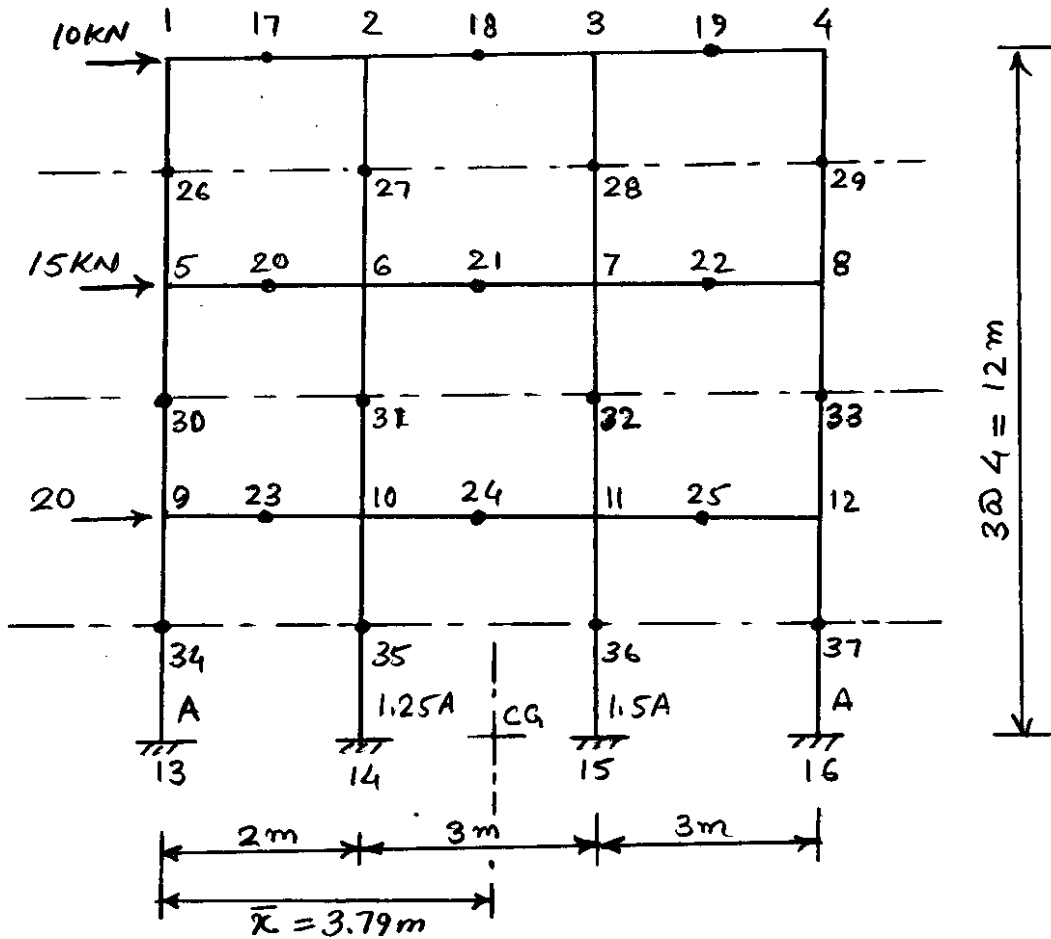 1 17 2 18 3 19 4
10KN
26 27 28 29
15KN 5 20 6 21 7 22 8
30 31 32 33
20 9 23 10 24 11 25 12
34 35 36 37
A 1.25A CG 1.5A A
13 14 15 16
2m 3m 3m
x̄ = 3.79m
3@ 4 = 12m